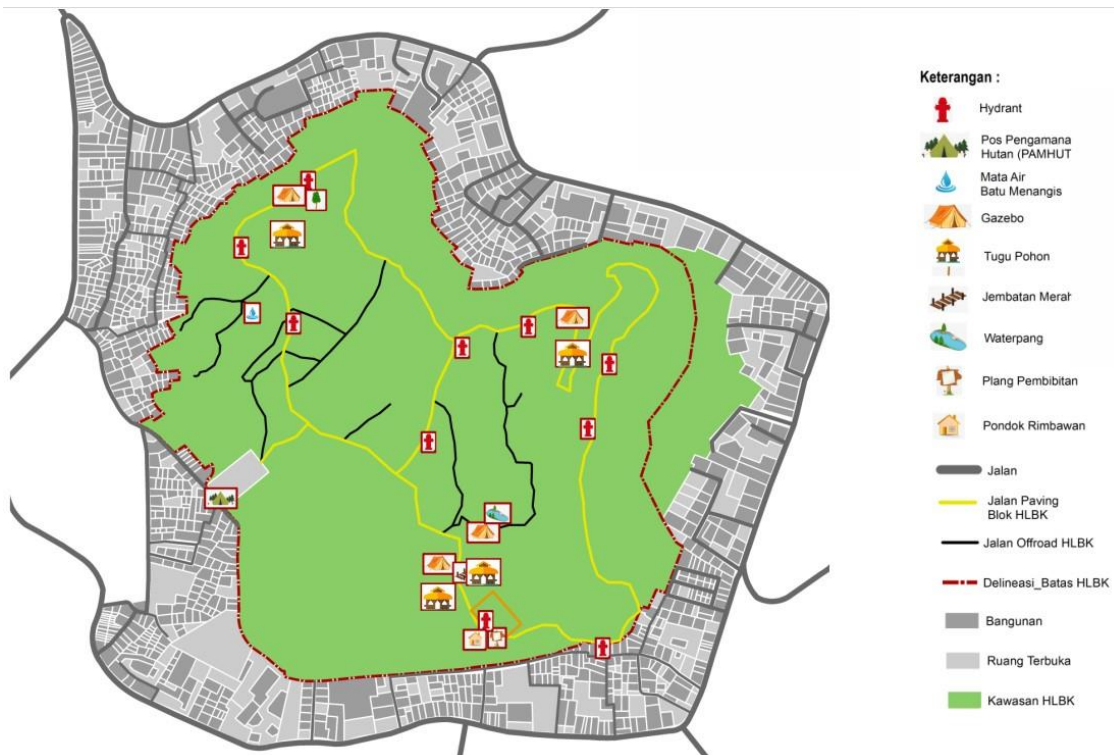 Keterangan :
Hydrant
Pos Pengamana
Hutan (PAMHUT
Mata Air
Batu Menangis
Gazebo
Tugu Pohon
Jembatan Merah
Waterpang
Plang Pembibitan
Pondok Rimbawan
Jalan
Jalan Paving
Blok HLBK
Jalan Offroad HLBK
Delineasi_Batas HLBK
Bangunan
Ruang Terbuka
Kawasan HLBK